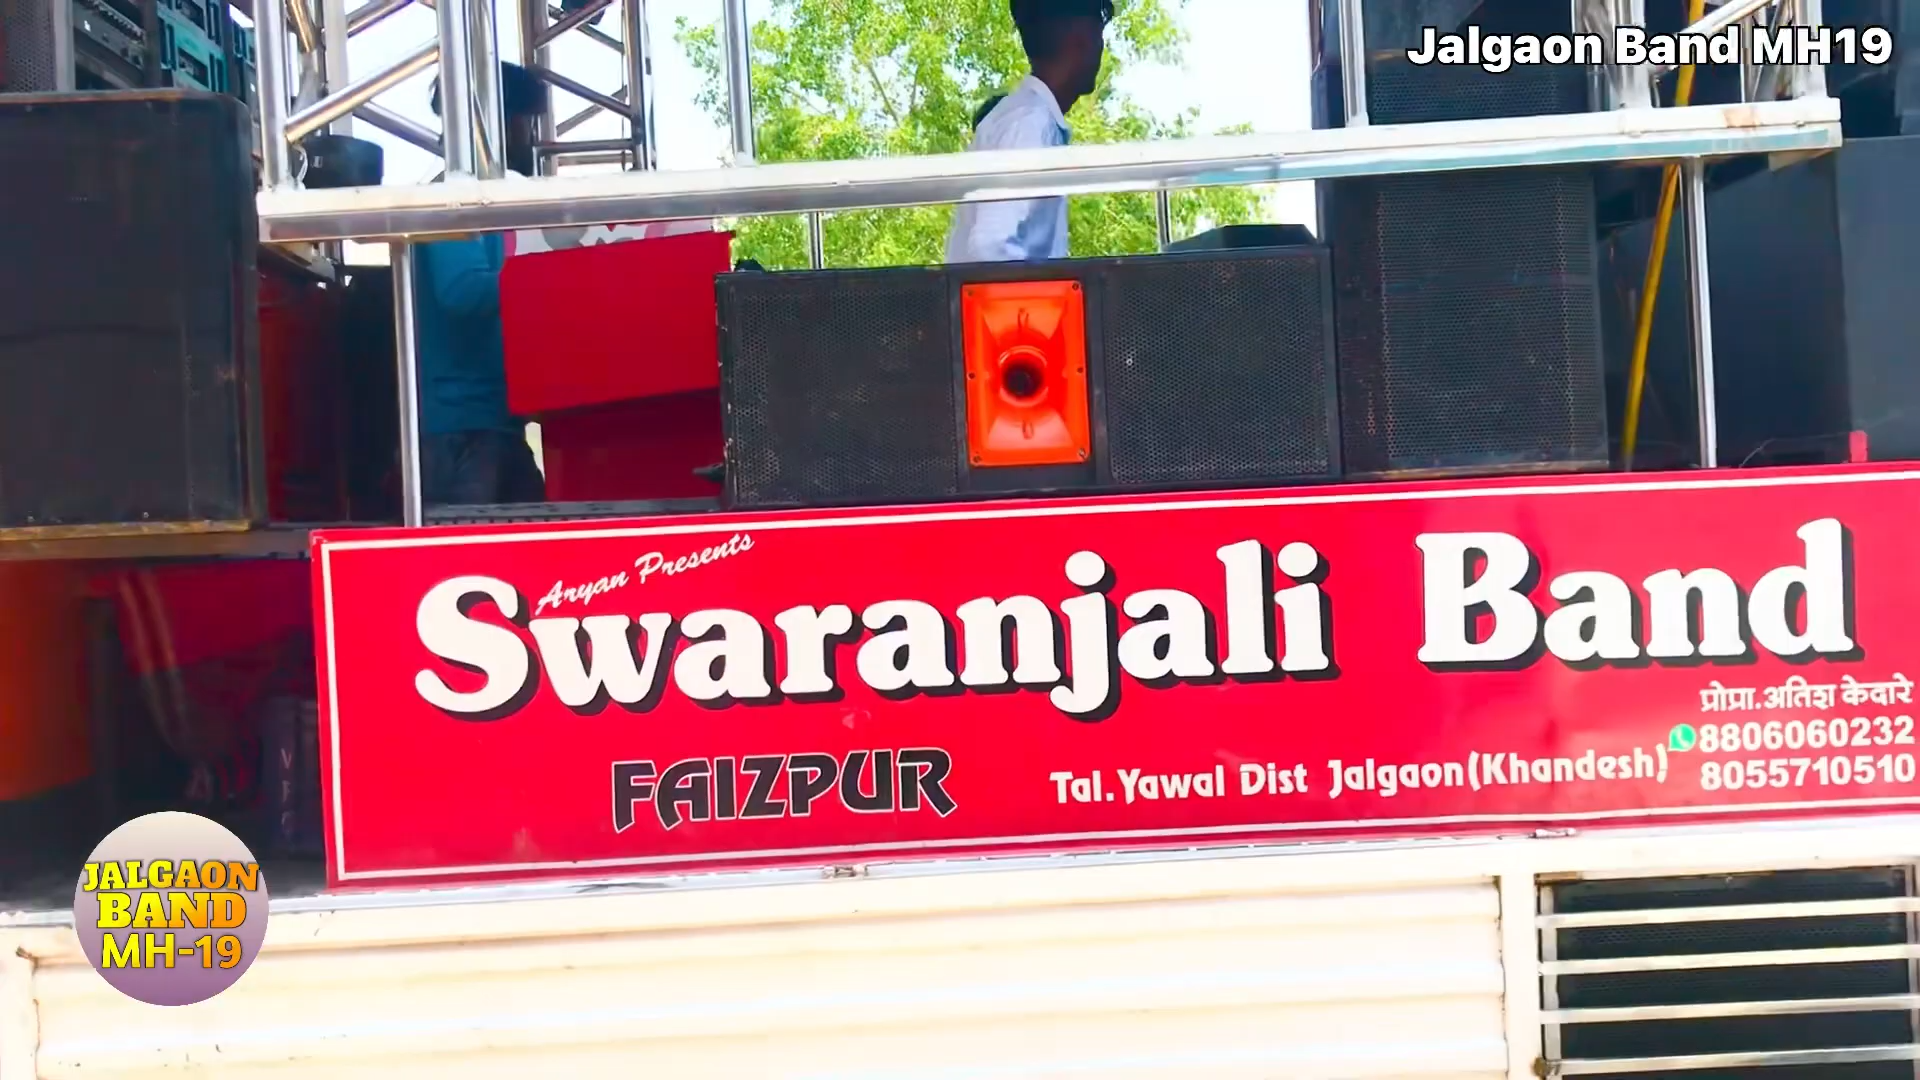 Jalgaon Band MH19
Aryan Presents
Swaranjali Band
प्रोप्रा.अतिश केदारे
8806060232
FAIZPUR
Tal.Yawal Dist Jalgaon(Khandesh)
8055710510
JALGAON
BAND
MH-19